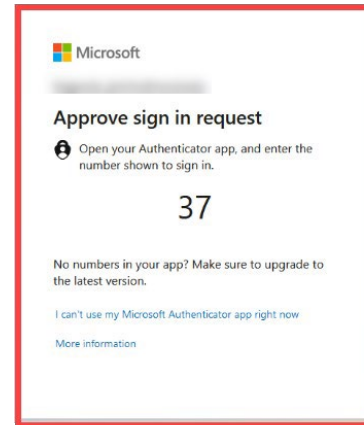 Microsoft
Approve sign in request
Open your Authenticator app, and enter the
number shown to sign in.
37
No numbers in your app? Make sure to upgrade to
the latest version.
I can't use my Microsoft Authenticator app right now
More information